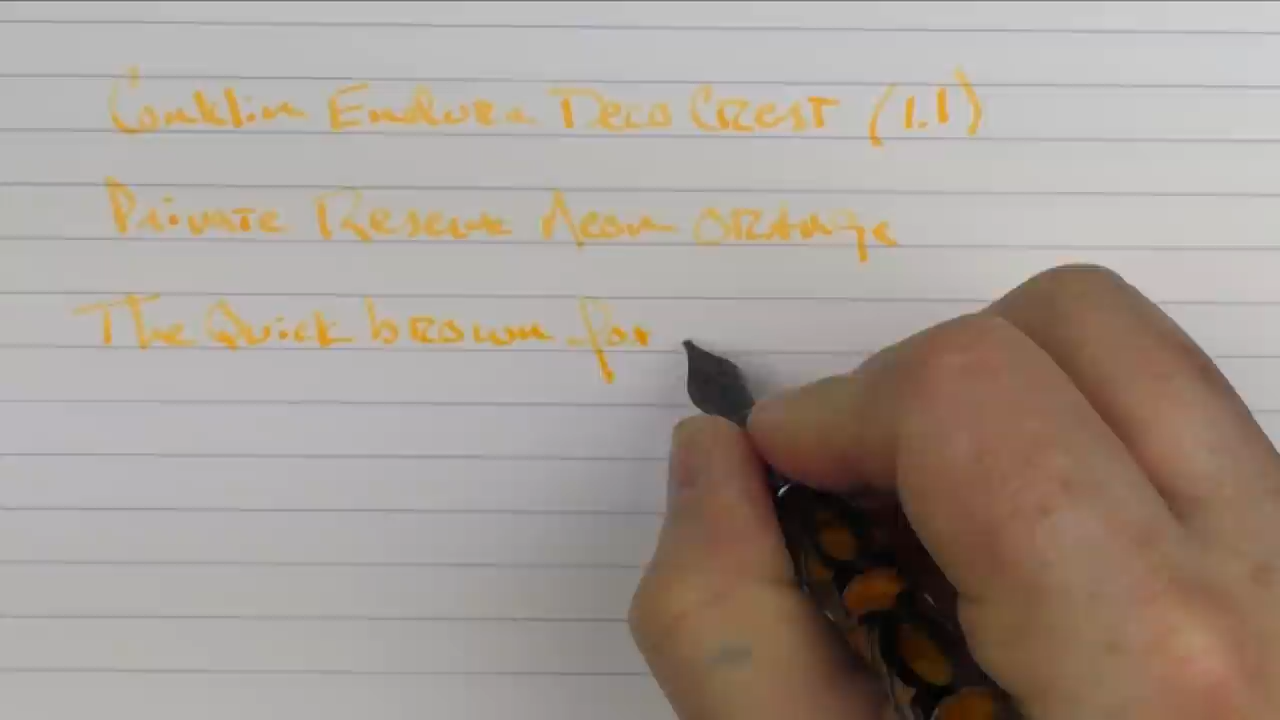 Conklin Endura Deco Crest (1.1)
Private Reserve Neon Orange
The Quick brown fox